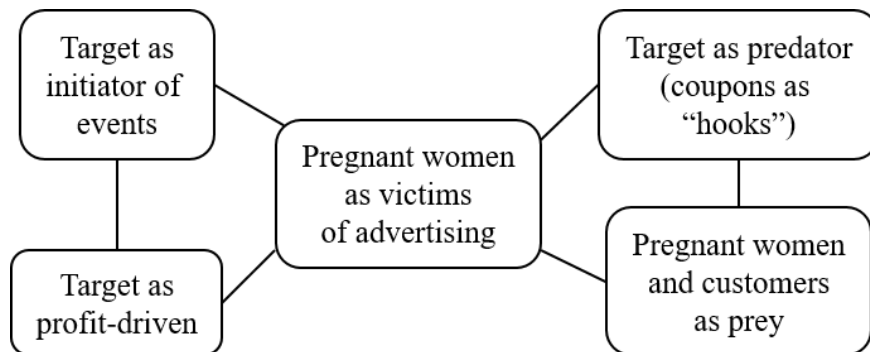 Target as
initiator of
events
Target as predator
(coupons as
“hooks”)
Pregnant women
as victims
of advertising
Target as
profit-driven
Pregnant women
and customers
as prey